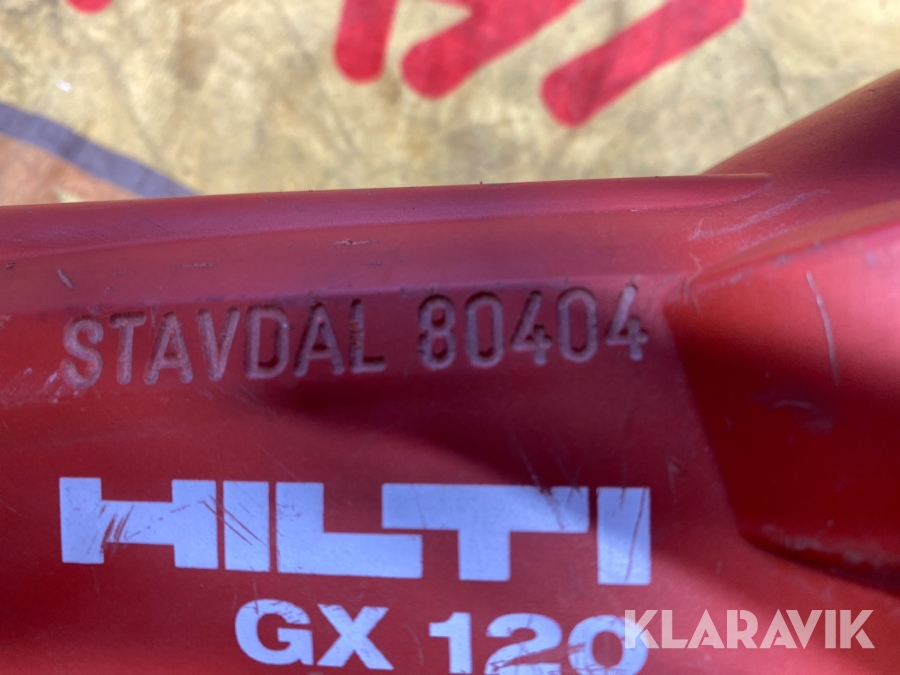 STAVDAL 80404
HILTI
GX 120
KLARAVIK